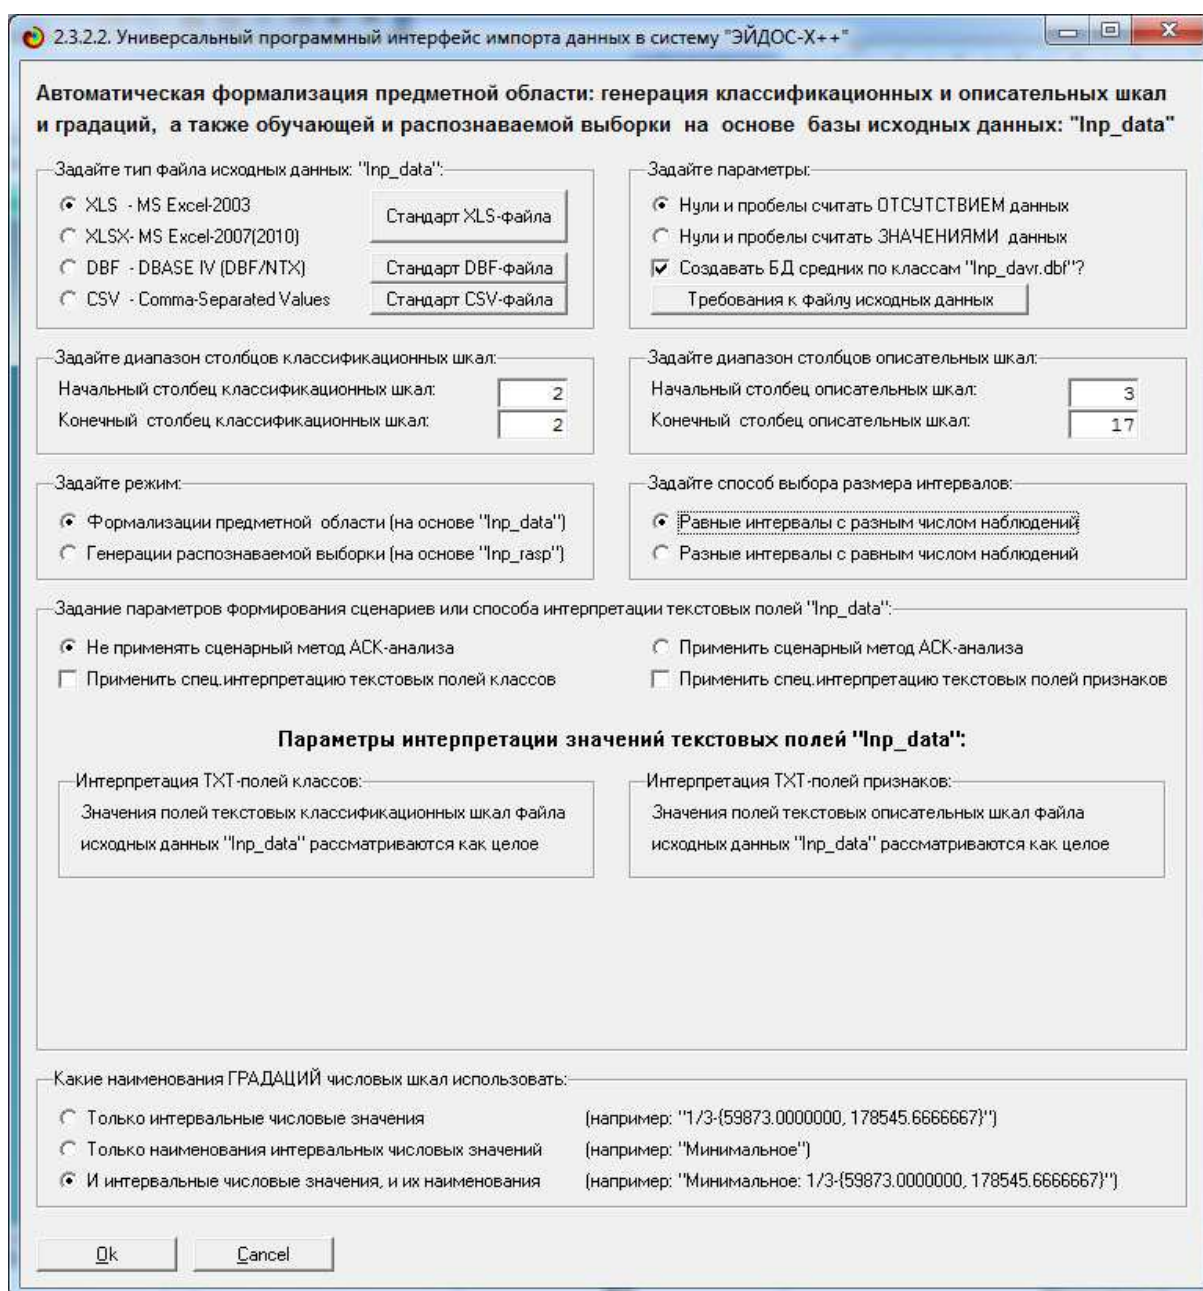 2.3.2.2. Универсальный программный интерфейс импорта данных в систему "ЭЙДОС-X++"
Автоматическая формализация предметной области: генерация классификационных и описательных шкал
и градаций, а также обучающей и распознаваемой выборки на основе базы исходных данных: "Inp_data"
Задайте тип файла исходных данных: "Inp_data":
XLS - MS Excel-2003
Стандарт XLS-файла
XLSX- MS Excel-2007(2010)
DBF - DBASE IV (DBF/NTX)
Стандарт DBF-файла
CSV - Comma-Separated Values
Стандарт CSV-файла
Задайте параметры:
Нули и пробелы считать ОТСУТСТВИЕМ данных
Нули и пробелы считать ЗНАЧЕНИЯМИ данных
Создавать БД средних по классам "Inp_davr.dbf"?
Требования к файлу исходных данных
Задайте диапазон столбцов классификационных шкал:
Начальный столбец классификационных шкал: 2
Конечный столбец классификационных шкал: 2
Задайте диапазон столбцов описательных шкал:
Начальный столбец описательных шкал: 3
Конечный столбец описательных шкал: 17
Задайте режим:
Формализации предметной области (на основе "Inp_data")
Генерации распознаваемой выборки (на основе "Inp_rasp")
Задайте способ выбора размера интервалов:
Равные интервалы с разным числом наблюдений
Разные интервалы с равным числом наблюдений
Задание параметров формирования сценариев или способа интерпретации текстовых полей "Inp_data":
Не применять сценарный метод АСК-анализа
Применить сценарный метод АСК-анализа
Применить спец.интерпретацию текстовых полей классов
Применить спец.интерпретацию текстовых полей признаков
Параметры интерпретации значений текстовых полей "Inp_data":
Интерпретация TXT-полей классов:
Значения полей текстовых классификационных шкал файла
исходных данных "Inp_data" рассматриваются как целое
Интерпретация TXT-полей признаков:
Значения полей текстовых описательных шкал файла
исходных данных "Inp_data" рассматриваются как целое
Какие наименования ГРАДАЦИЙ числовых шкал использовать:
Только интервальные числовые значения (например: "1/3-{59873.0000000, 178545.6666667}")
Только наименования интервальных числовых значений (например: "Минимальное")
И интервальные числовые значения, и их наименования (например: "Минимальное: 1/3-{59873.0000000, 178545.6666667}")
Ok Cancel